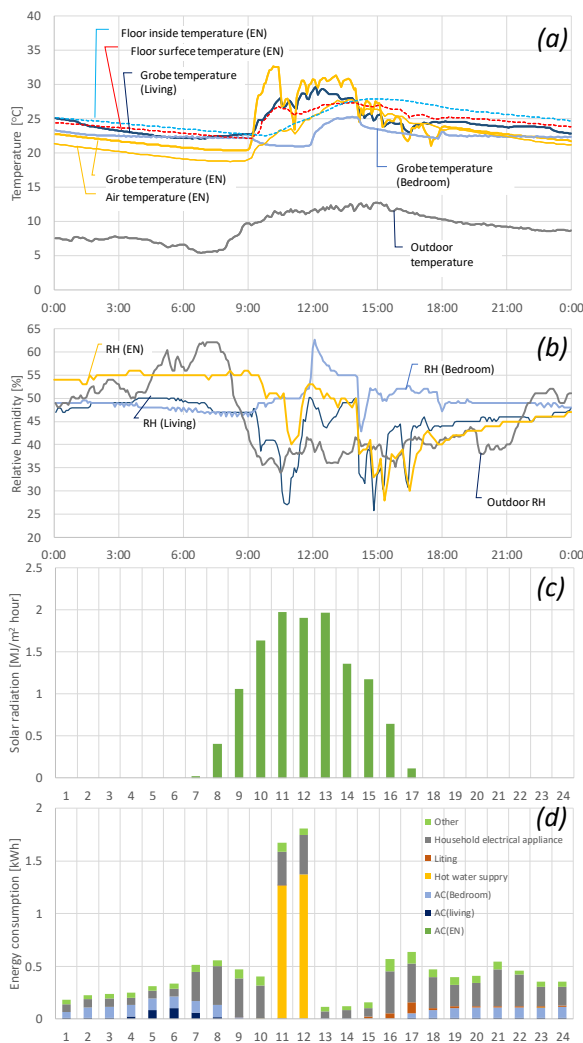 40
35
30
25
20
15
10
5
0
Temperature [℃]
(a)
Floor inside temperature (EN)
Floor surfece temperature (EN)
Grobe temperature
(Living)
Grobe temperature (EN)
Air temperature (EN)
Grobe temperature
(Bedroom)
Outdoor
temperature
0:00 3:00 6:00 9:00 12:00 15:00 18:00 21:00 0:00
65
60
55
50
45
40
35
30
25
20
Relative humidity [%]
(b)
RH (EN)
RH (Bedroom)
RH (Living)
Outdoor RH
0:00 3:00 6:00 9:00 12:00 15:00 18:00 21:00 0:00
2.5
2
1.5
1
0.5
0
Solar radiation [MJ/m² hour]
(c)
1 2 3 4 5 6 7 8 9 10 11 12 13 14 15 16 17 18 19 20 21 22 23 24
2
1.5
1
0.5
0
Energy consumption [kWh]
(d)
Other
Household electrical appliance
Liting
Hot water suppry
AC(Bedroom)
AC(living)
AC(EN)
1 2 3 4 5 6 7 8 9 10 11 12 13 14 15 16 17 18 19 20 21 22 23 24